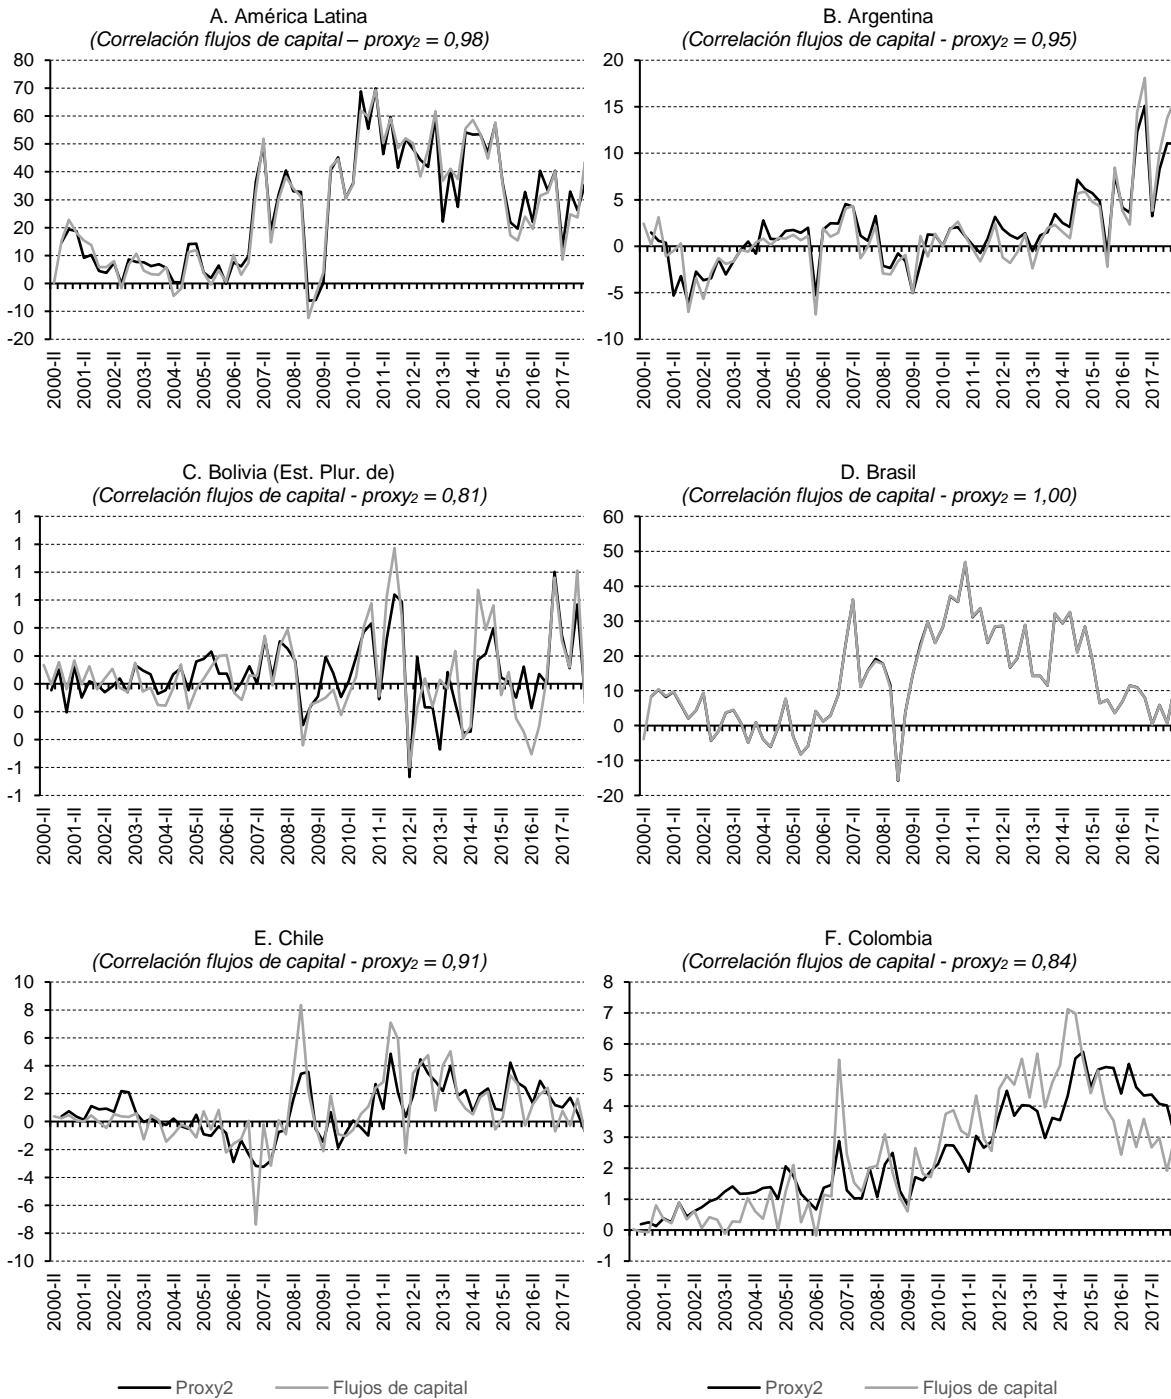 A. América Latina
(Correlación flujos de capital – proxy2 = 0,98)
80
70
60
50
40
30
20
10
0
-10
-20
2000-II
2001-II
2002-II
2003-II
2004-II
2005-II
2006-II
2007-II
2008-II
2009-II
2010-II
2011-II
2012-II
2013-II
2014-II
2015-II
2016-II
2017-II
B. Argentina
(Correlación flujos de capital - proxy2 = 0,95)
20
15
10
5
0
-5
-10
2000-II
2001-II
2002-II
2003-II
2004-II
2005-II
2006-II
2007-II
2008-II
2009-II
2010-II
2011-II
2012-II
2013-II
2014-II
2015-II
2016-II
2017-II
C. Bolivia (Est. Plur. de)
(Correlación flujos de capital - proxy2 = 0,81)
1
1
1
1
0
0
0
0
0
-1
-1
2000-II
2001-II
2002-II
2003-II
2004-II
2005-II
2006-II
2007-II
2008-II
2009-II
2010-II
2011-II
2012-II
2013-II
2014-II
2015-II
2016-II
2017-II
D. Brasil
(Correlación flujos de capital - proxy2 = 1,00)
60
50
40
30
20
10
0
-10
-20
2000-II
2001-II
2002-II
2003-II
2004-II
2005-II
2006-II
2007-II
2008-II
2009-II
2010-II
2011-II
2012-II
2013-II
2014-II
2015-II
2016-II
2017-II
E. Chile
(Correlación flujos de capital - proxy2 = 0,91)
10
8
6
4
2
0
-2
-4
-6
-8
-10
2000-II
2001-II
2002-II
2003-II
2004-II
2005-II
2006-II
2007-II
2008-II
2009-II
2010-II
2011-II
2012-II
2013-II
2014-II
2015-II
2016-II
2017-II
F. Colombia
(Correlación flujos de capital - proxy2 = 0,84)
8
7
6
5
4
3
2
1
0
-1
2000-II
2001-II
2002-II
2003-II
2004-II
2005-II
2006-II
2007-II
2008-II
2009-II
2010-II
2011-II
2012-II
2013-II
2014-II
2015-II
2016-II
2017-II
Proxy2 Flujos de capital
Proxy2 Flujos de capital